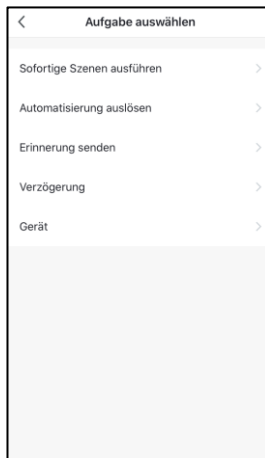 Aufgabe auswählen
Sofortige Szenen ausführen
Automatisierung auslösen
Erinnerung senden
Verzögerung
Gerät